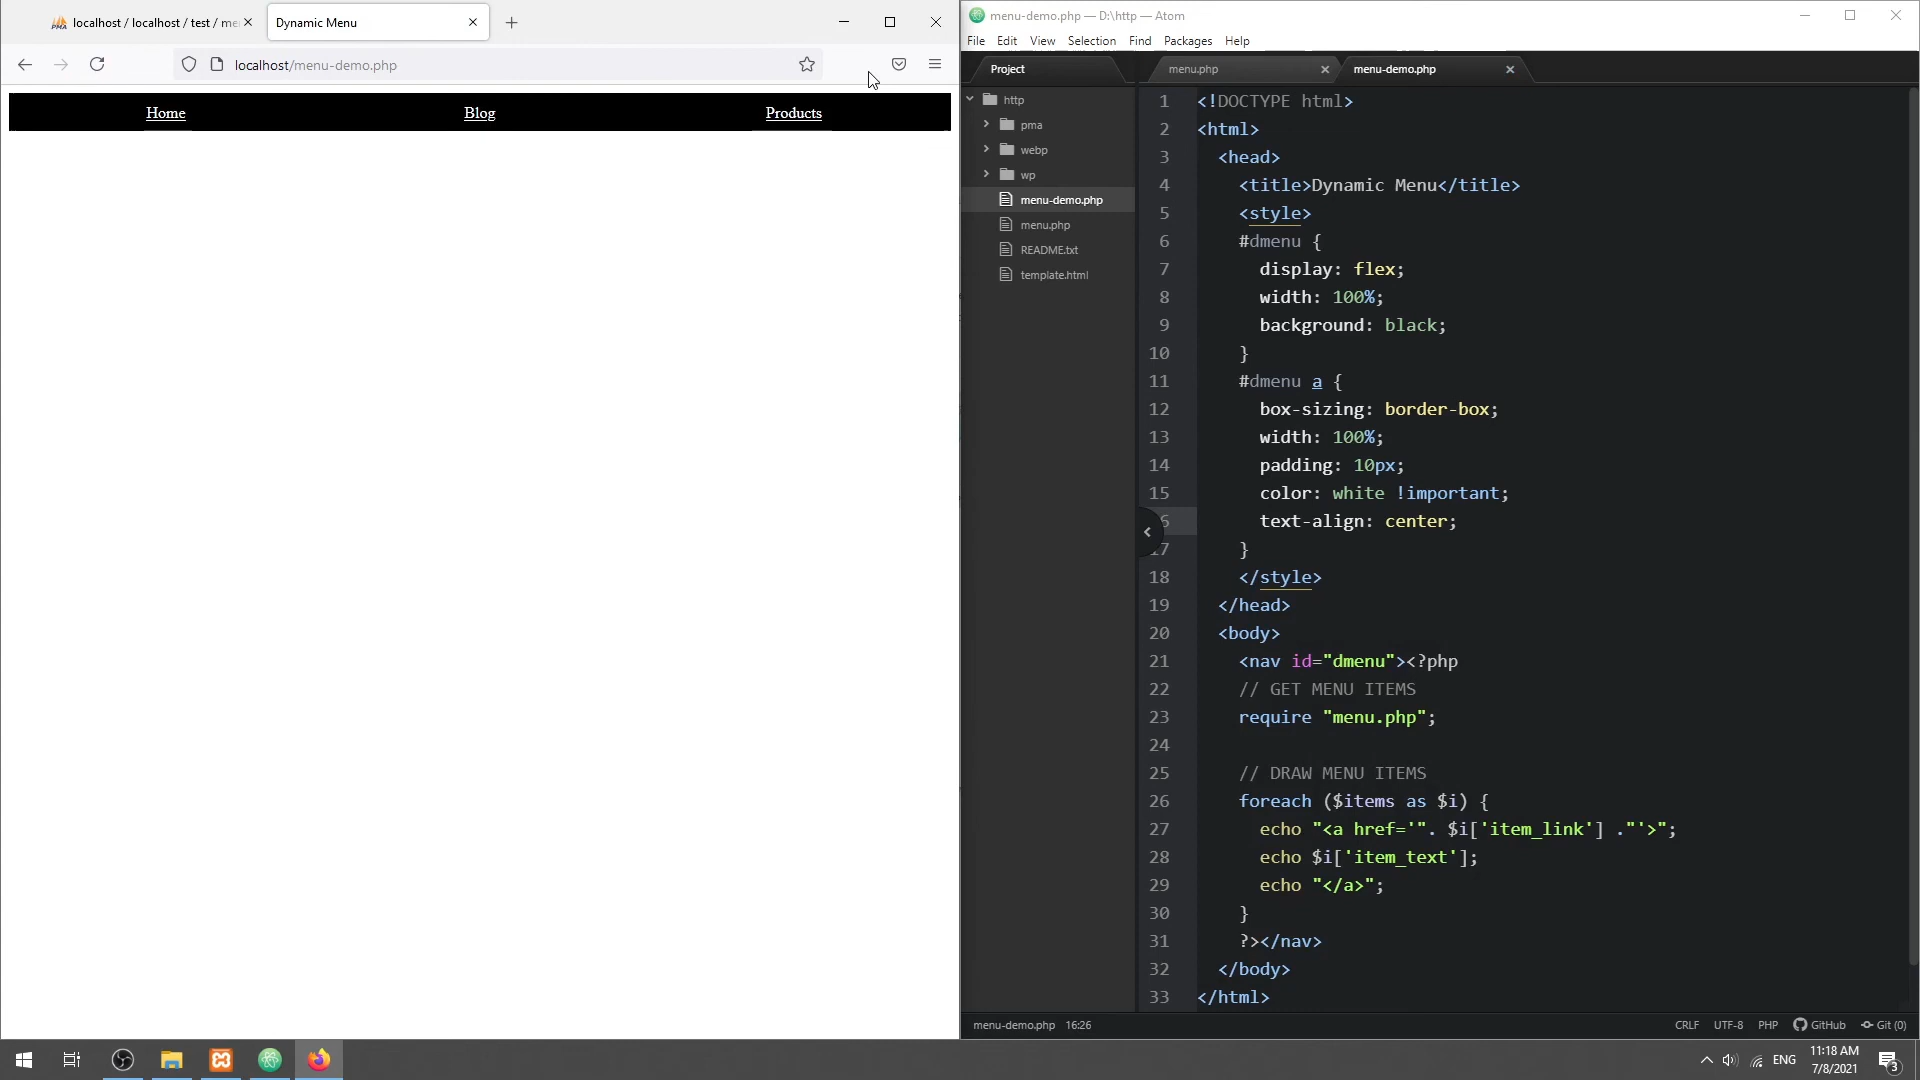 localhost / localhost / test / me
Dynamic Menu
localhost/menu-demo.php
Home Blog Products
menu-demo.php — D:\http — Atom
File Edit View Selection Find Packages Help
Project
menu.php
menu-demo.php
http
pma
webp
wp
menu-demo.php
menu.php
README.txt
template.html
1 <!DOCTYPE html>
2 <html>
3 <head>
4 <title>Dynamic Menu</title>
5 <style>
6 #dmenu {
7 display: flex;
8 width: 100%;
9 background: black;
10 }
11 #dmenu a {
12 box-sizing: border-box;
13 width: 100%;
14 padding: 10px;
15 color: white !important;
6 text-align: center;
17 }
18 </style>
19 </head>
20 <body>
21 <nav id="dmenu"><?php
22 // GET MENU ITEMS
23 require "menu.php";
24
25 // DRAW MENU ITEMS
26 foreach ($items as $i) {
27 echo "<a href='". $i['item_link'] ."'>";
28 echo $i['item_text'];
29 echo "</a>";
30 }
31 ?></nav>
32 </body>
33 </html>
menu-demo.php 16:26
CRLF UTF-8 PHP GitHub Git (0)
ENG
11:18 AM
7/8/2021
3